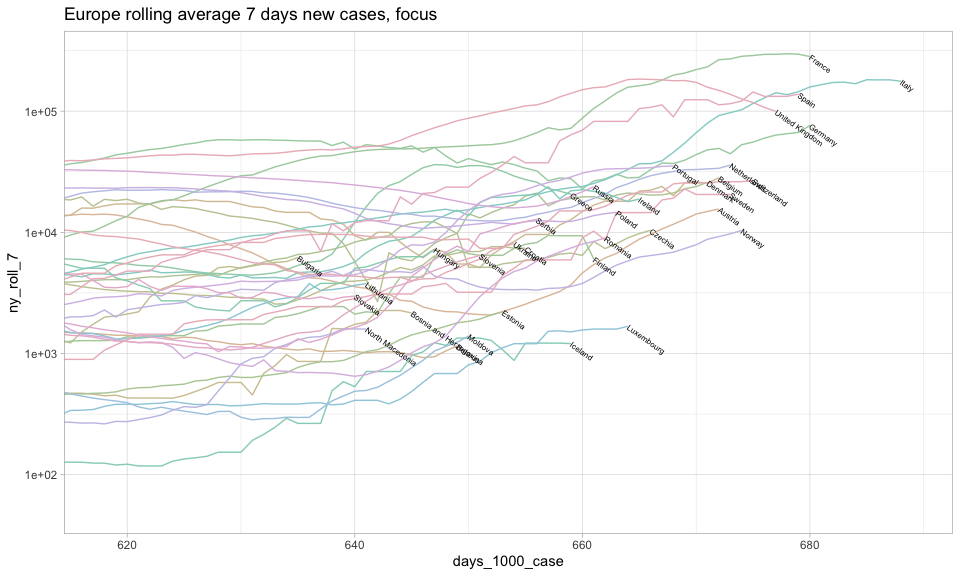 Europe rolling average 7 days new cases, focus
ny_roll_7
1e+05
1e+04
1e+03
1e+02
France
Italy
Spain
United Kingdom
Germany
Portugal
Netherlands
Belgium
Switzerland
Denmark
Sweden
Russia
Greece
Ireland
Poland
Austria
Serbia
Czechia
Norway
Romania
Ukraine
Croatia
Hungary
Slovenia
Finland
Bulgaria
Lithuania
Slovakia
Bosnia and Herzegovina
Estonia
North Macedonia
Moldova
Luxembourg
Iceland
620
640
660
680
days_1000_case